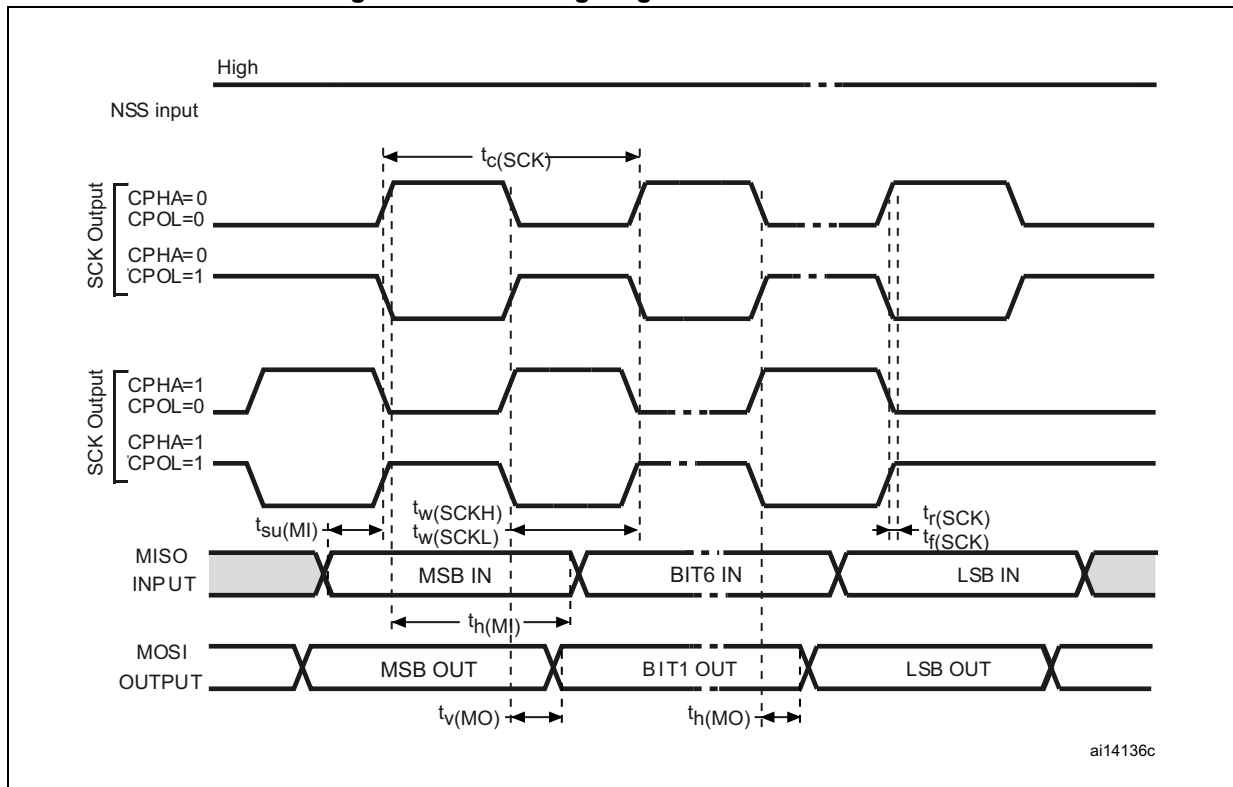 High
NSS input
tc(SCK)
SCK Output
CPHA=0
CPOL=0
CPHA=0
CPOL=1
SCK Output
CPHA=1
CPOL=0
CPHA=1
CPOL=1
tsu(MI)
tw(SCKH)
tw(SCKL)
tr(SCK)
tf(SCK)
MISO
INPUT
MSB IN
BIT6 IN
LSB IN
th(MI)
MOSI
OUTPUT
MSB OUT
BIT1 OUT
LSB OUT
tv(MO)
th(MO)
ai14136c